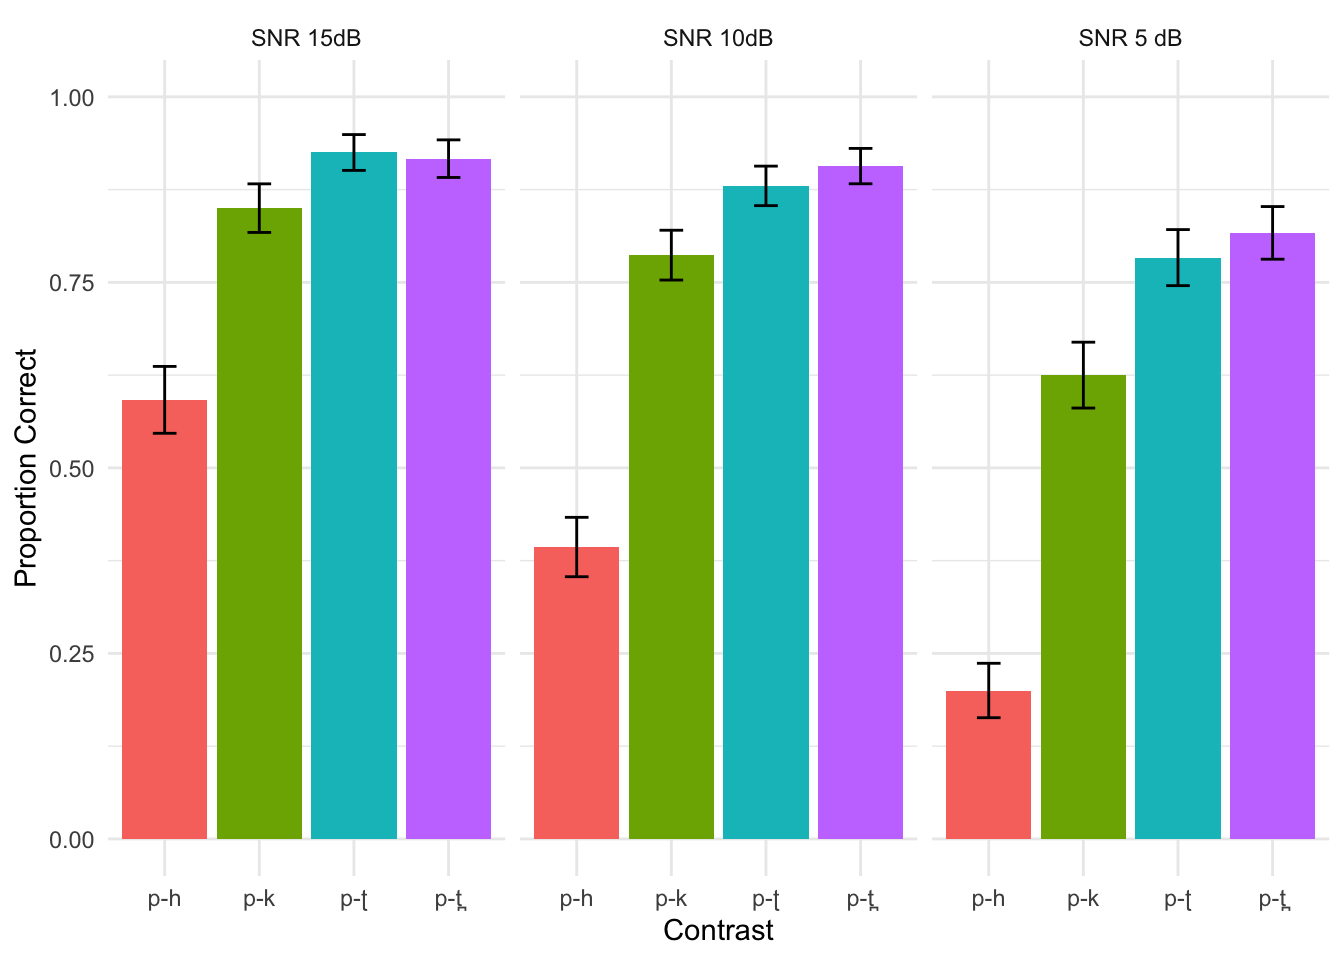 SNR 15dB SNR 10dB SNR 5 dB
1.00
0.75
0.50
0.25
0.00
Proportion Correct
p-h p-k p-ʈ p-t̪ p-h p-k p-ʈ p-t̪ p-h p-k p-ʈ p-t̪
Contrast